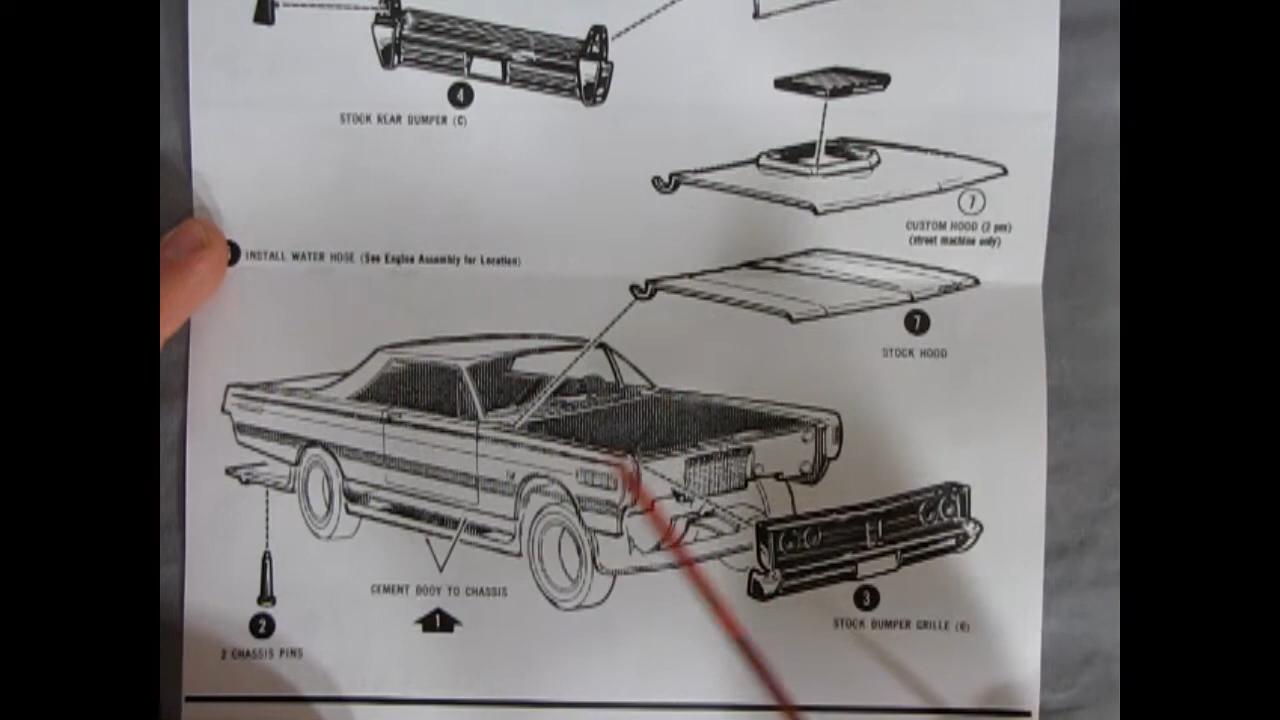 4
STOCK REAR BUMPER (C)
7
CUSTOM HOOD (2 pcs)
(street machine only)
INSTALL WATER HOSE (See Engine Assembly for Location)
7
STOCK HOOD
CEMENT BODY TO CHASSIS
1
3
STOCK BUMPER GRILLE (C)
2
2 CHASSIS PINS